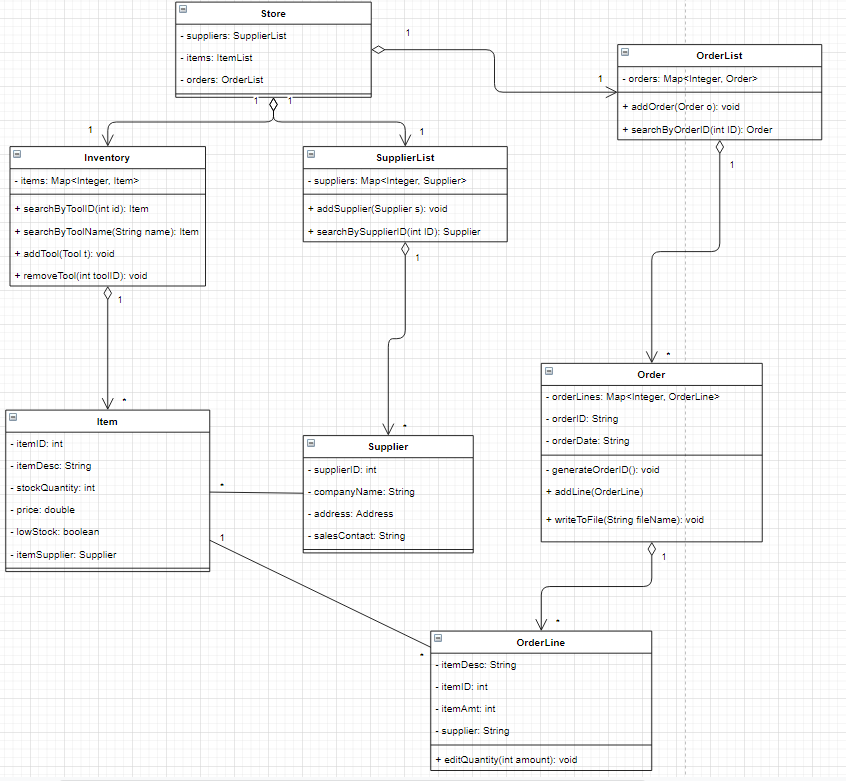 Store
- suppliers: SupplierList
- items: ItemList
- orders: OrderList
1
1
1
1
1
1
OrderList
- orders: Map<Integer, Order>
+ addOrder(Order o): void
+ searchByOrderID(int ID): Order
1
Inventory
- items: Map<Integer, Item>
+ searchByToolID(int id): Item
+ searchByToolName(String name): Item
+ addTool(Tool t): void
+ removeTool(int toolID): void
1
*
SupplierList
- suppliers: Map<Integer, Supplier>
+ addSupplier(Supplier s): void
+ searchBySupplierID(int ID): Supplier
1
*
*
Order
- orderLines: Map<Integer, OrderLine>
- orderID: String
- orderDate: String
- generateOrderID(): void
+ addLine(OrderLine)
+ writeToFile(String fileName): void
1
*
Item
- itemID: int
- itemDesc: String
- stockQuantity: int
- price: double
- lowStock: boolean
- itemSupplier: Supplier
*
1
*
Supplier
- supplierID: int
- companyName: String
- address: Address
- salesContact: String
OrderLine
- itemDesc: String
- itemID: int
- itemAmt: int
- supplier: String
+ editQuantity(int amount): void